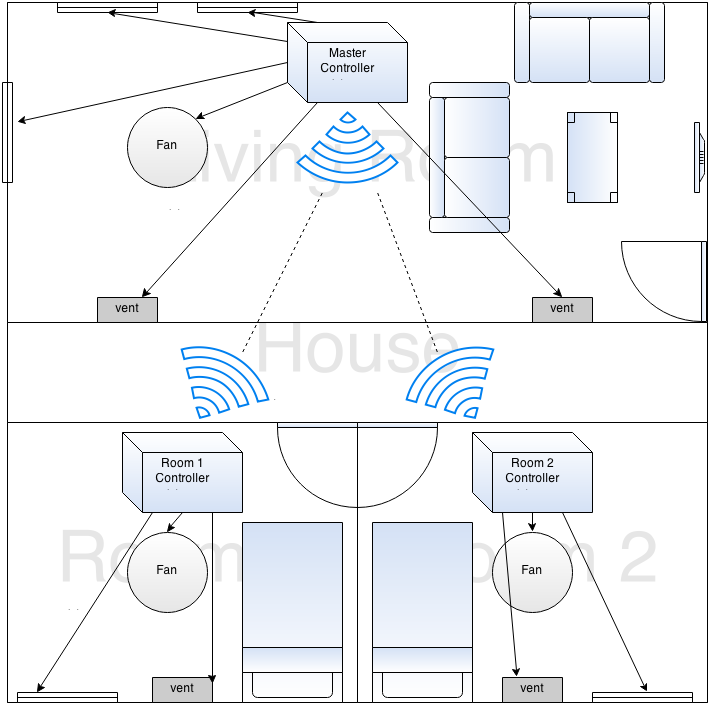 Master
Controller
Fan
Living Room
vent
vent
House
Room 1
Controller
Room 2
Controller
Room 1
Room 2
Fan
Fan
vent
vent